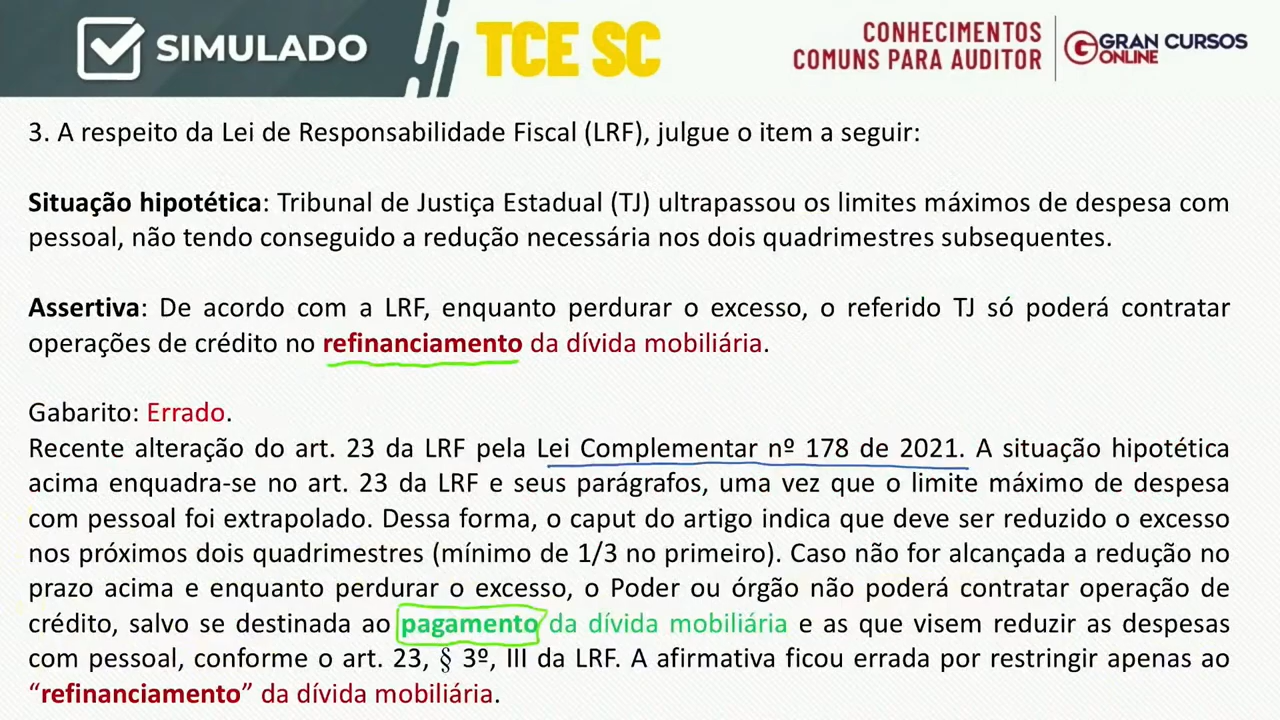 SIMULADO
TCE SC
CONHECIMENTOS
COMUNS PARA AUDITOR
GRAN CURSOS
ONLINE
3. A respeito da Lei de Responsabilidade Fiscal (LRF), julgue o item a seguir:
Situação hipotética: Tribunal de Justiça Estadual (TJ) ultrapassou os limites máximos de despesa com
pessoal, não tendo conseguido a redução necessária nos dois quadrimestres subsequentes.
Assertiva: De acordo com a LRF, enquanto perdurar o excesso, o referido TJ só poderá contratar
operações de crédito no refinanciamento da dívida mobiliária.
Gabarito: Errado.
Recente alteração do art. 23 da LRF pela Lei Complementar nº 178 de 2021. A situação hipotética
acima enquadra-se no art. 23 da LRF e seus parágrafos, uma vez que o limite máximo de despesa
com pessoal foi extrapolado. Dessa forma, o caput do artigo indica que deve ser reduzido o excesso
nos próximos dois quadrimestres (mínimo de 1/3 no primeiro). Caso não for alcançada a redução no
prazo acima e enquanto perdurar o excesso, o Poder ou órgão não poderá contratar operação de
crédito, salvo se destinada ao pagamento da dívida mobiliária e as que visem reduzir as despesas
com pessoal, conforme o art. 23, § 3º, III da LRF. A afirmativa ficou errada por restringir apenas ao
“refinanciamento” da dívida mobiliária.